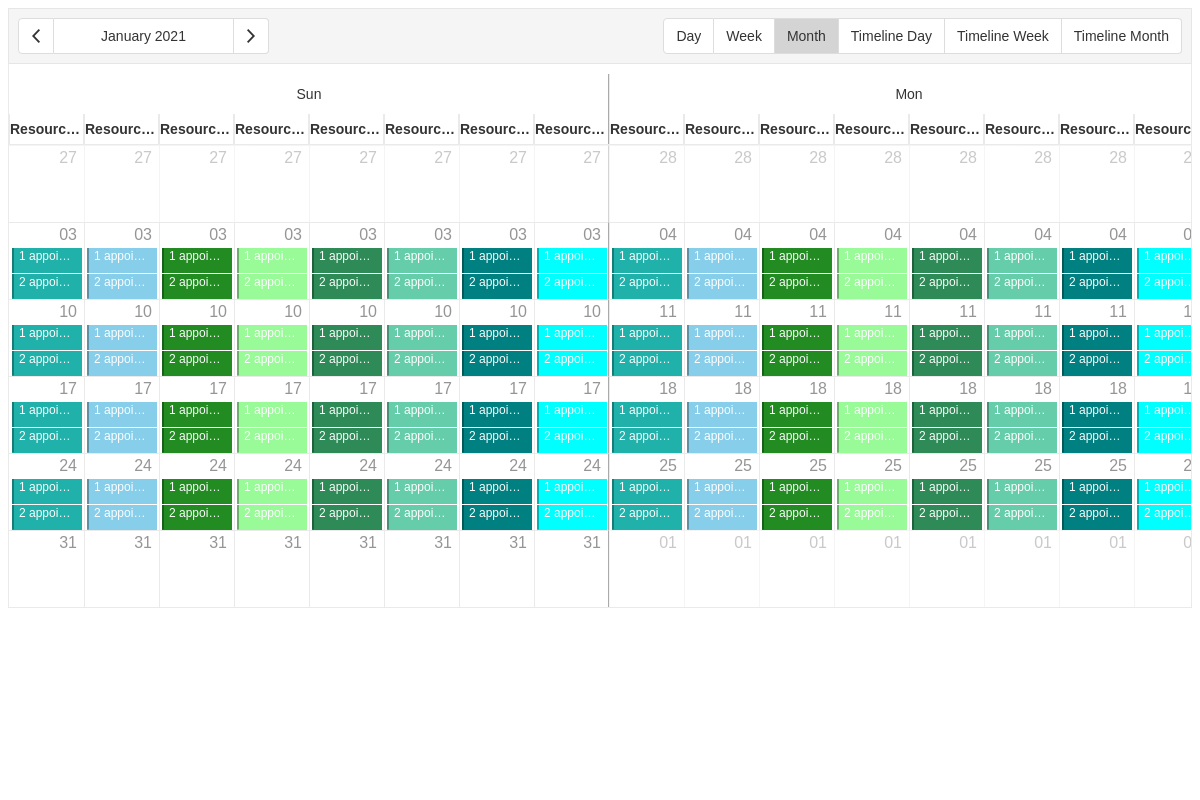 January 2021 Day Week Month Timeline Day Timeline Week Timeline Month
Sun Mon
Resourc… Resourc… Resourc… Resourc… Resourc… Resourc… Resourc… Resourc… Resourc… Resourc… Resourc… Resourc… Resourc… Resourc… Resourc… Resourc
27 27 27 27 27 27 27 27 28 28 28 28 28 28 28 2
03 03 03 03 03 03 03 03 04 04 04 04 04 04 04 0
1 appoi… 1 appoi… 1 appoi… 1 appoi… 1 appoi… 1 appoi… 1 appoi… 1 appoi… 1 appoi… 1 appoi… 1 appoi… 1 appoi… 1 appoi… 1 appoi… 1 appoi… 1 appoi
2 appoi… 2 appoi… 2 appoi… 2 appoi… 2 appoi… 2 appoi… 2 appoi… 2 appoi… 2 appoi… 2 appoi… 2 appoi… 2 appoi… 2 appoi… 2 appoi… 2 appoi… 2 appoi
10 10 10 10 10 10 10 10 11 11 11 11 11 11 11 1
1 appoi… 1 appoi… 1 appoi… 1 appoi… 1 appoi… 1 appoi… 1 appoi… 1 appoi… 1 appoi… 1 appoi… 1 appoi… 1 appoi… 1 appoi… 1 appoi… 1 appoi… 1 appoi
2 appoi… 2 appoi… 2 appoi… 2 appoi… 2 appoi… 2 appoi… 2 appoi… 2 appoi… 2 appoi… 2 appoi… 2 appoi… 2 appoi… 2 appoi… 2 appoi… 2 appoi… 2 appoi
17 17 17 17 17 17 17 17 18 18 18 18 18 18 18 1
1 appoi… 1 appoi… 1 appoi… 1 appoi… 1 appoi… 1 appoi… 1 appoi… 1 appoi… 1 appoi… 1 appoi… 1 appoi… 1 appoi… 1 appoi… 1 appoi… 1 appoi… 1 appoi
2 appoi… 2 appoi… 2 appoi… 2 appoi… 2 appoi… 2 appoi… 2 appoi… 2 appoi… 2 appoi… 2 appoi… 2 appoi… 2 appoi… 2 appoi… 2 appoi… 2 appoi… 2 appoi
24 24 24 24 24 24 24 24 25 25 25 25 25 25 25 2
1 appoi… 1 appoi… 1 appoi… 1 appoi… 1 appoi… 1 appoi… 1 appoi… 1 appoi… 1 appoi… 1 appoi… 1 appoi… 1 appoi… 1 appoi… 1 appoi… 1 appoi… 1 appoi
2 appoi… 2 appoi… 2 appoi… 2 appoi… 2 appoi… 2 appoi… 2 appoi… 2 appoi… 2 appoi… 2 appoi… 2 appoi… 2 appoi… 2 appoi… 2 appoi… 2 appoi… 2 appoi
31 31 31 31 31 31 31 31 01 01 01 01 01 01 01 0